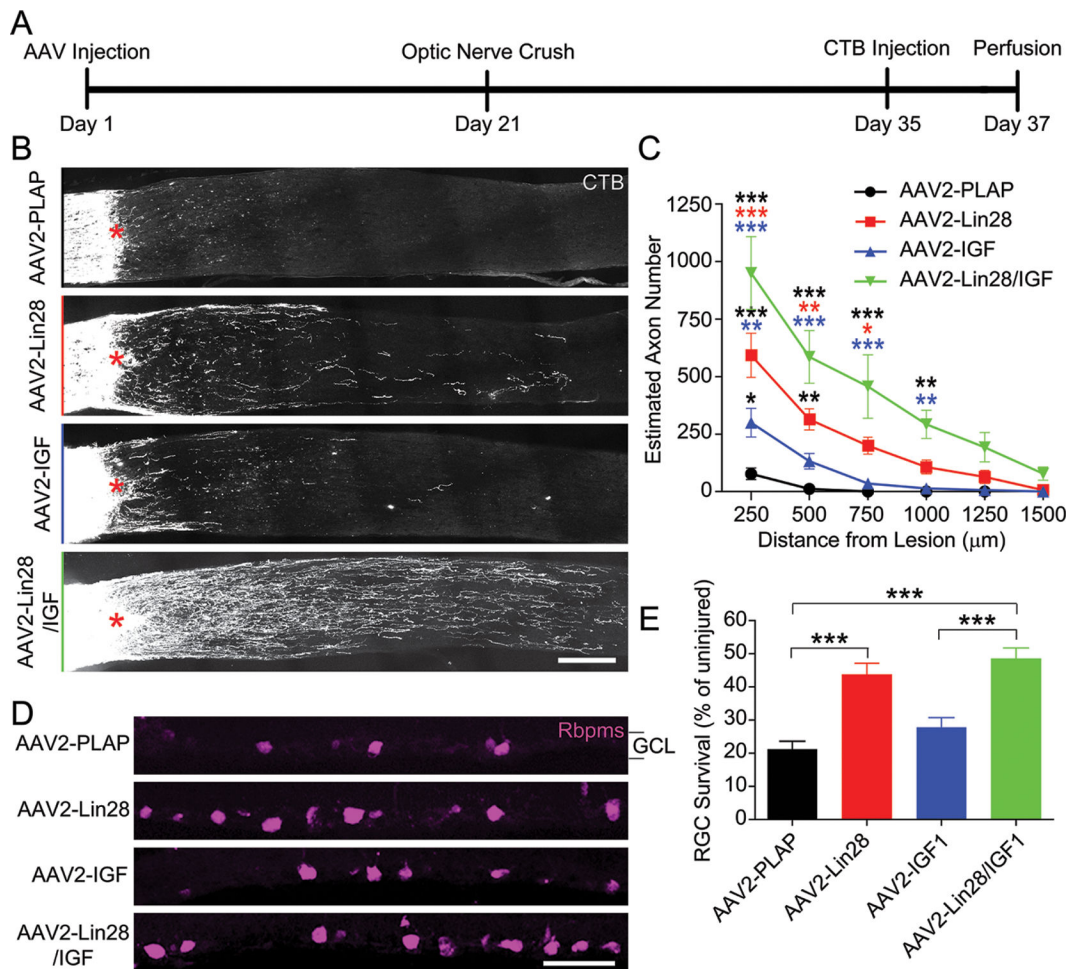 A
AAV Injection
Optic Nerve Crush
CTB Injection
Perfusion
Day 1
Day 21
Day 35
Day 37
B
AAV2-PLAP
CTB
*
AAV2-Lin28
*
AAV2-IGF
*
AAV2-Lin28
/IGF
*
C
AAV2-PLAP
AAV2-Lin28
AAV2-IGF
AAV2-Lin28/IGF
Estimated Axon Number
1250
1000
750
500
250
0
***
***
***
***
**
*
***
**
***
**
***
*
***
**
**
250
500
750
1000
1250
1500
Distance from Lesion (μm)
D
Rbpms
GCL
AAV2-PLAP
AAV2-Lin28
AAV2-IGF
AAV2-Lin28
/IGF
E
RGC Survival (% of uninjured)
60
50
40
30
20
10
0
***
***
***
AAV2-PLAP
AAV2-Lin28
AAV2-IGF1
AAV2-Lin28/IGF1